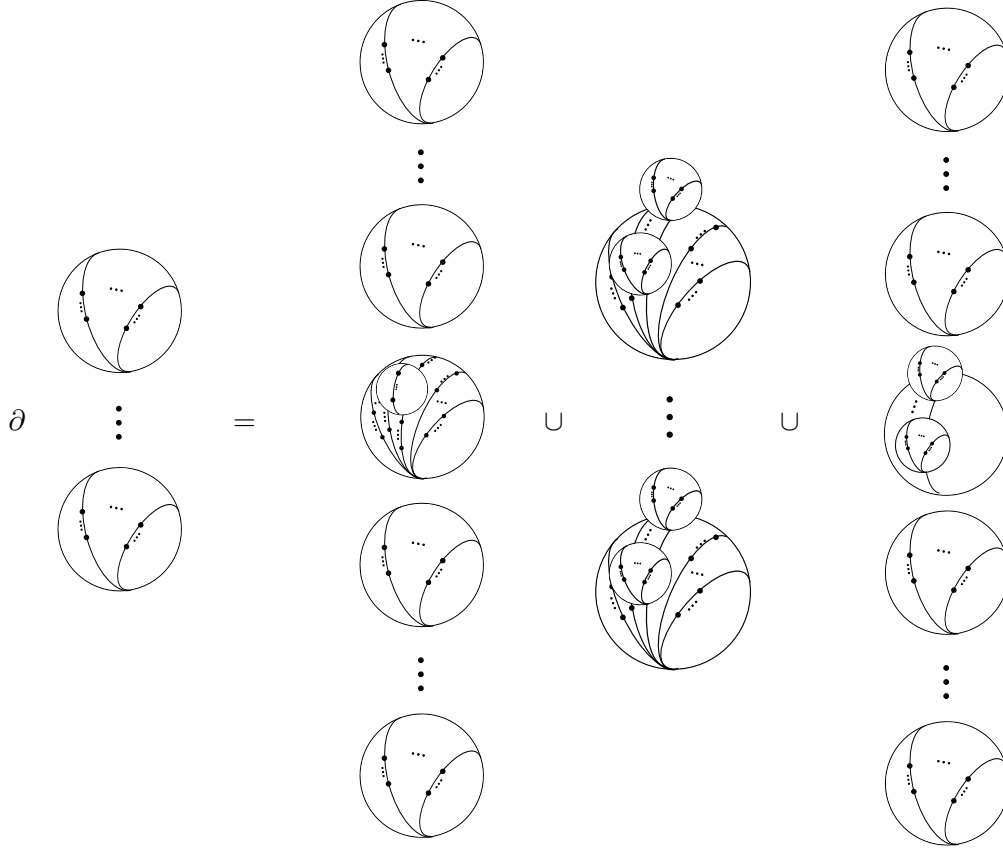 ∂ = ∪ ∪